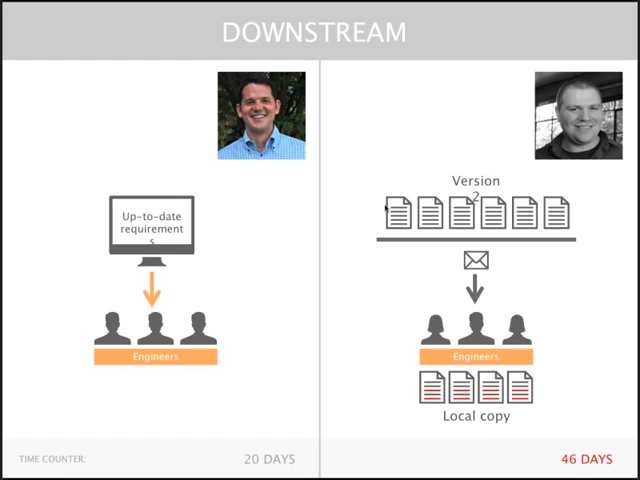 DOWNSTREAM
Up-to-date
requirement
s
Engineers
Version
2
Engineers
Local copy
TIME COUNTER:
20 DAYS
46 DAYS